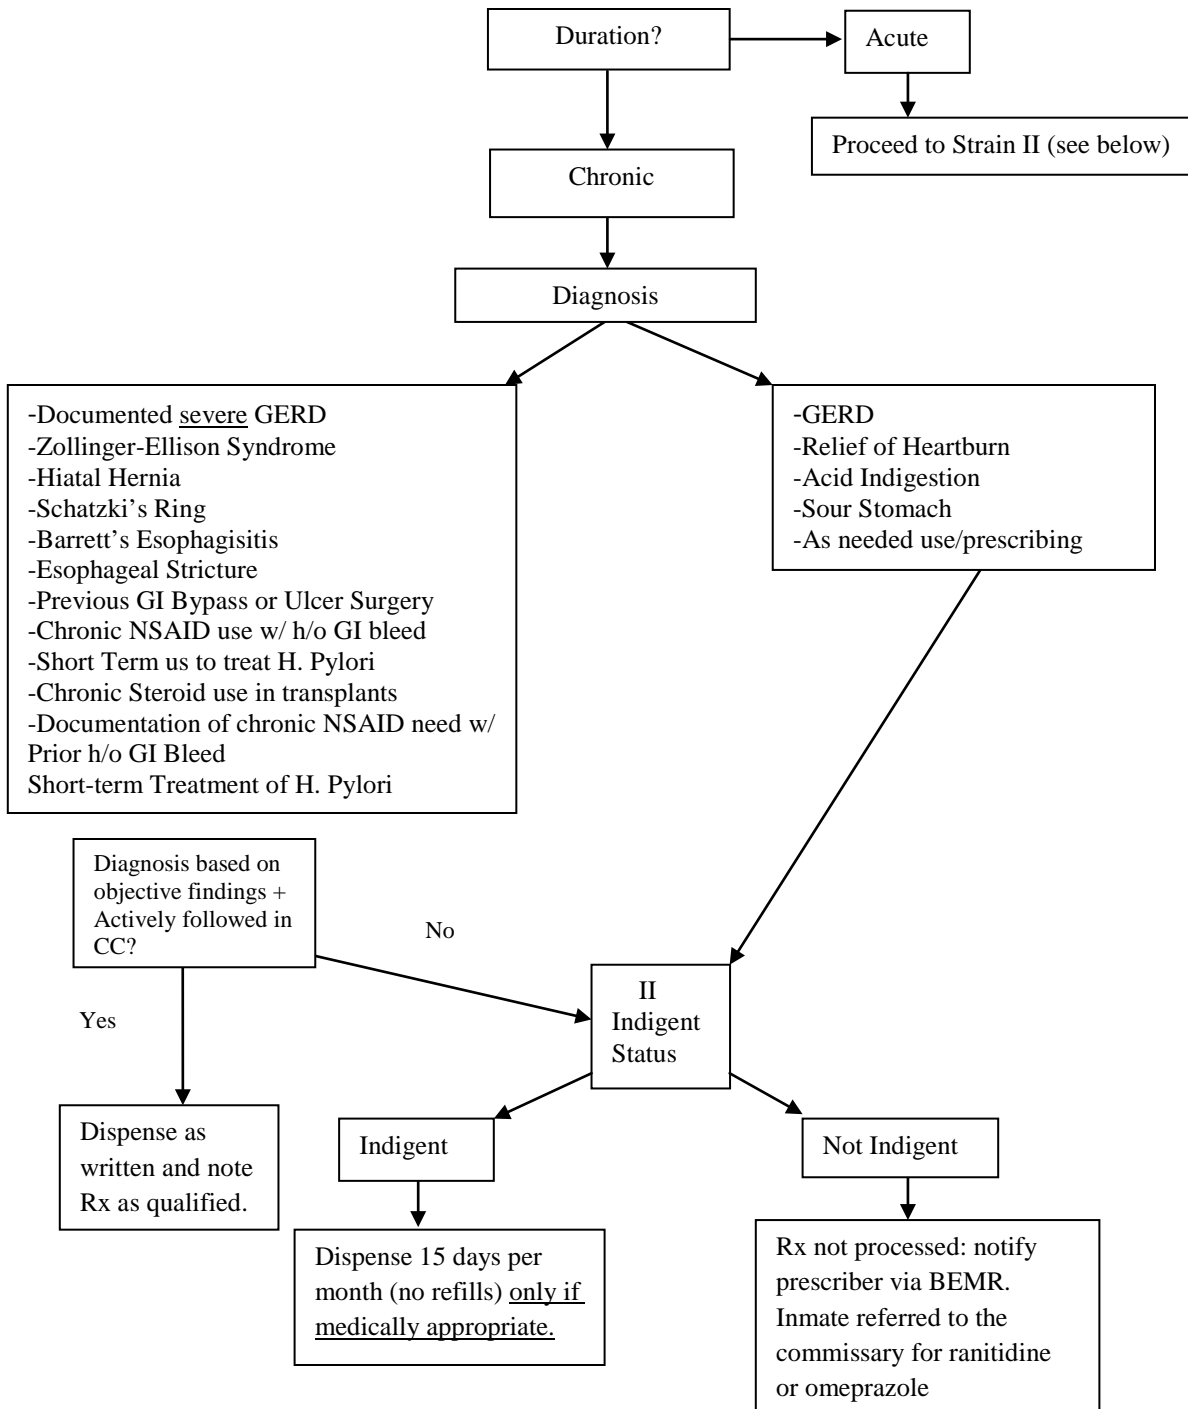 Duration?
Acute
Proceed to Strain II (see below)
Chronic
Diagnosis
-Documented severe GERD
-Zollinger-Ellison Syndrome
-Hiatal Hernia
-Schatzki's Ring
-Barrett's Esophagisitis
-Esophageal Stricture
-Previous GI Bypass or Ulcer Surgery
-Chronic NSAID use w/ h/o GI bleed
-Short Term us to treat H. Pylori
-Chronic Steroid use in transplants
-Documentation of chronic NSAID need w/
Prior h/o GI Bleed
Short-term Treatment of H. Pylori
-GERD
-Relief of Heartburn
-Acid Indigestion
-Sour Stomach
-As needed use/prescribing
Diagnosis based on
objective findings +
Actively followed in
CC?
No
Yes
II
Indigent
Status
Dispense as
written and note
Rx as qualified.
Indigent
Not Indigent
Dispense 15 days per
month (no refills) only if
medically appropriate.
Rx not processed: notify
prescriber via BEMR.
Inmate referred to the
commissary for ranitidine
or omeprazole